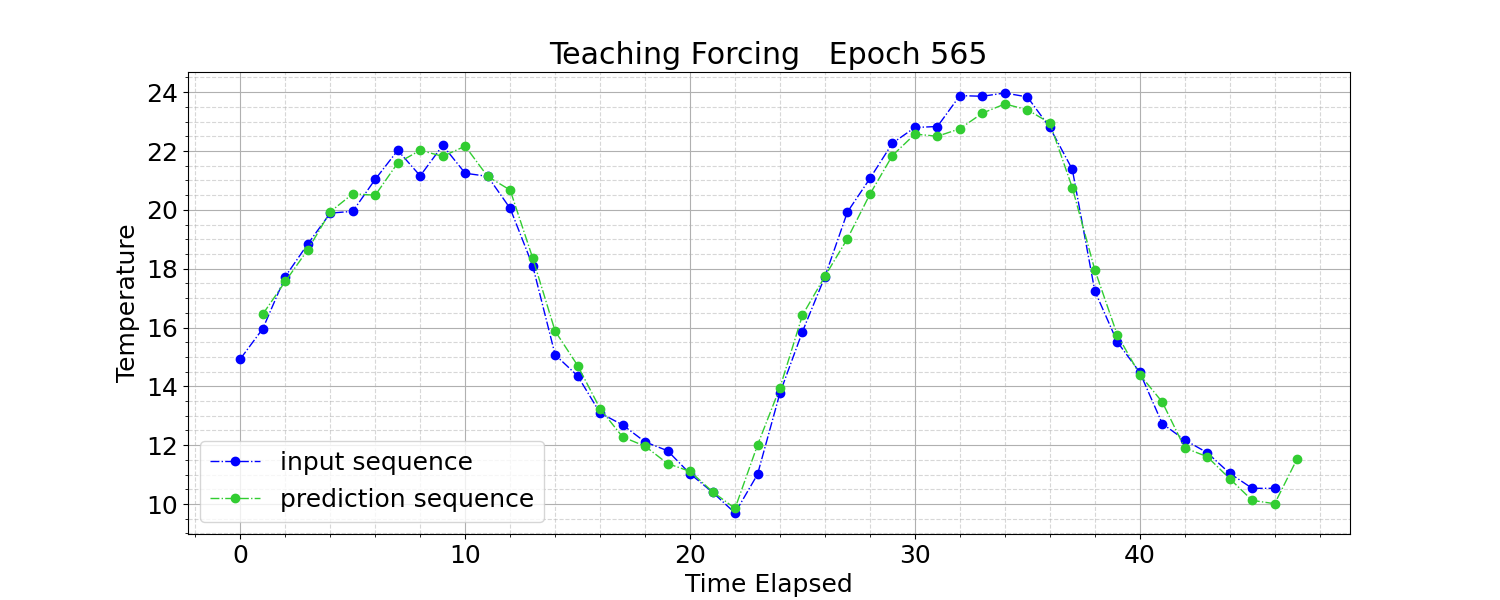 Teaching Forcing   Epoch 565
Temperature
24
22
20
18
16
14
12
10
input sequence
prediction sequence
0 10 20 30 40
Time Elapsed